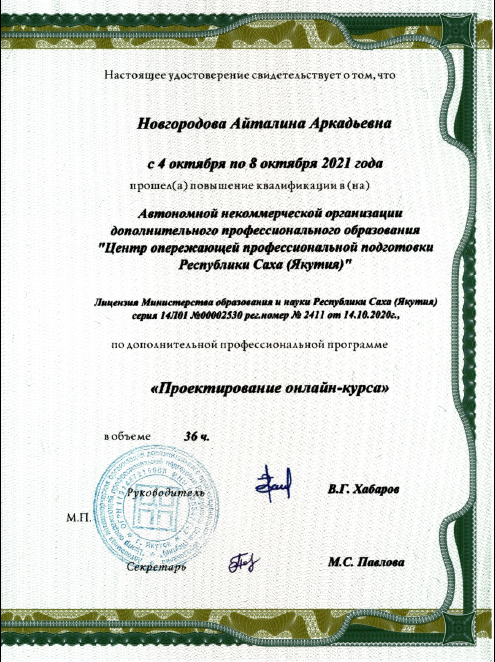 Настоящее удостоверение свидетельствует о том, что
Новгородова Айталина Аркадьевна
с 4 октября по 8 октября 2021 года
прошел(а) повышение квалификации в (на)
Автономной некоммерческой организации
дополнительного профессионального образования
"Центр опережающей профессиональной подготовки
Республики Саха (Якутия)"
Лицензия Министерства образования и науки Республики Саха (Якутия)
серия 14Л01 №00002530 рег.номер № 2411 от 14.10.2020г.,
по дополнительной профессиональной программе
«Проектирование онлайн-курса»
в объеме 36 ч.
Руководитель В.Г. Хабаров
М.П.
г. Якутск
Секретарь М.С. Павлова